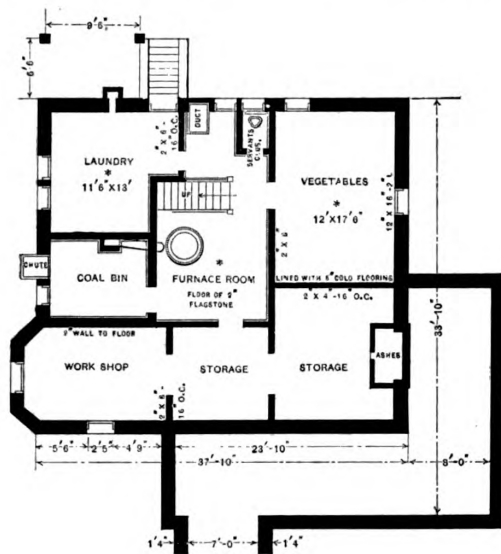 9'6"
6'6"
DUCT
SERVANTS
LAUNDRY
*
11'6"X13'
2 X 6 -
16" O.C.
UP
VEGETABLES
*
12'X17'6"
2 X 6
12 X 16 - 2 L
CHUTE
COAL BIN
*
FURNACE ROOM
FLOOR OF 2"
FLAGSTONE
LINED WITH 6" COLD FLOORING
2 X 4 - 16" O.C.
33'-10"
9" WALL TO FLOOR
WORK SHOP
2 X 6 -
16" O.C.
STORAGE
STORAGE
ASHES
5'6"
2'5"
4'9"
23'-10"
37'-10"
8'-0"
1'4"
7'-0"
1'4"